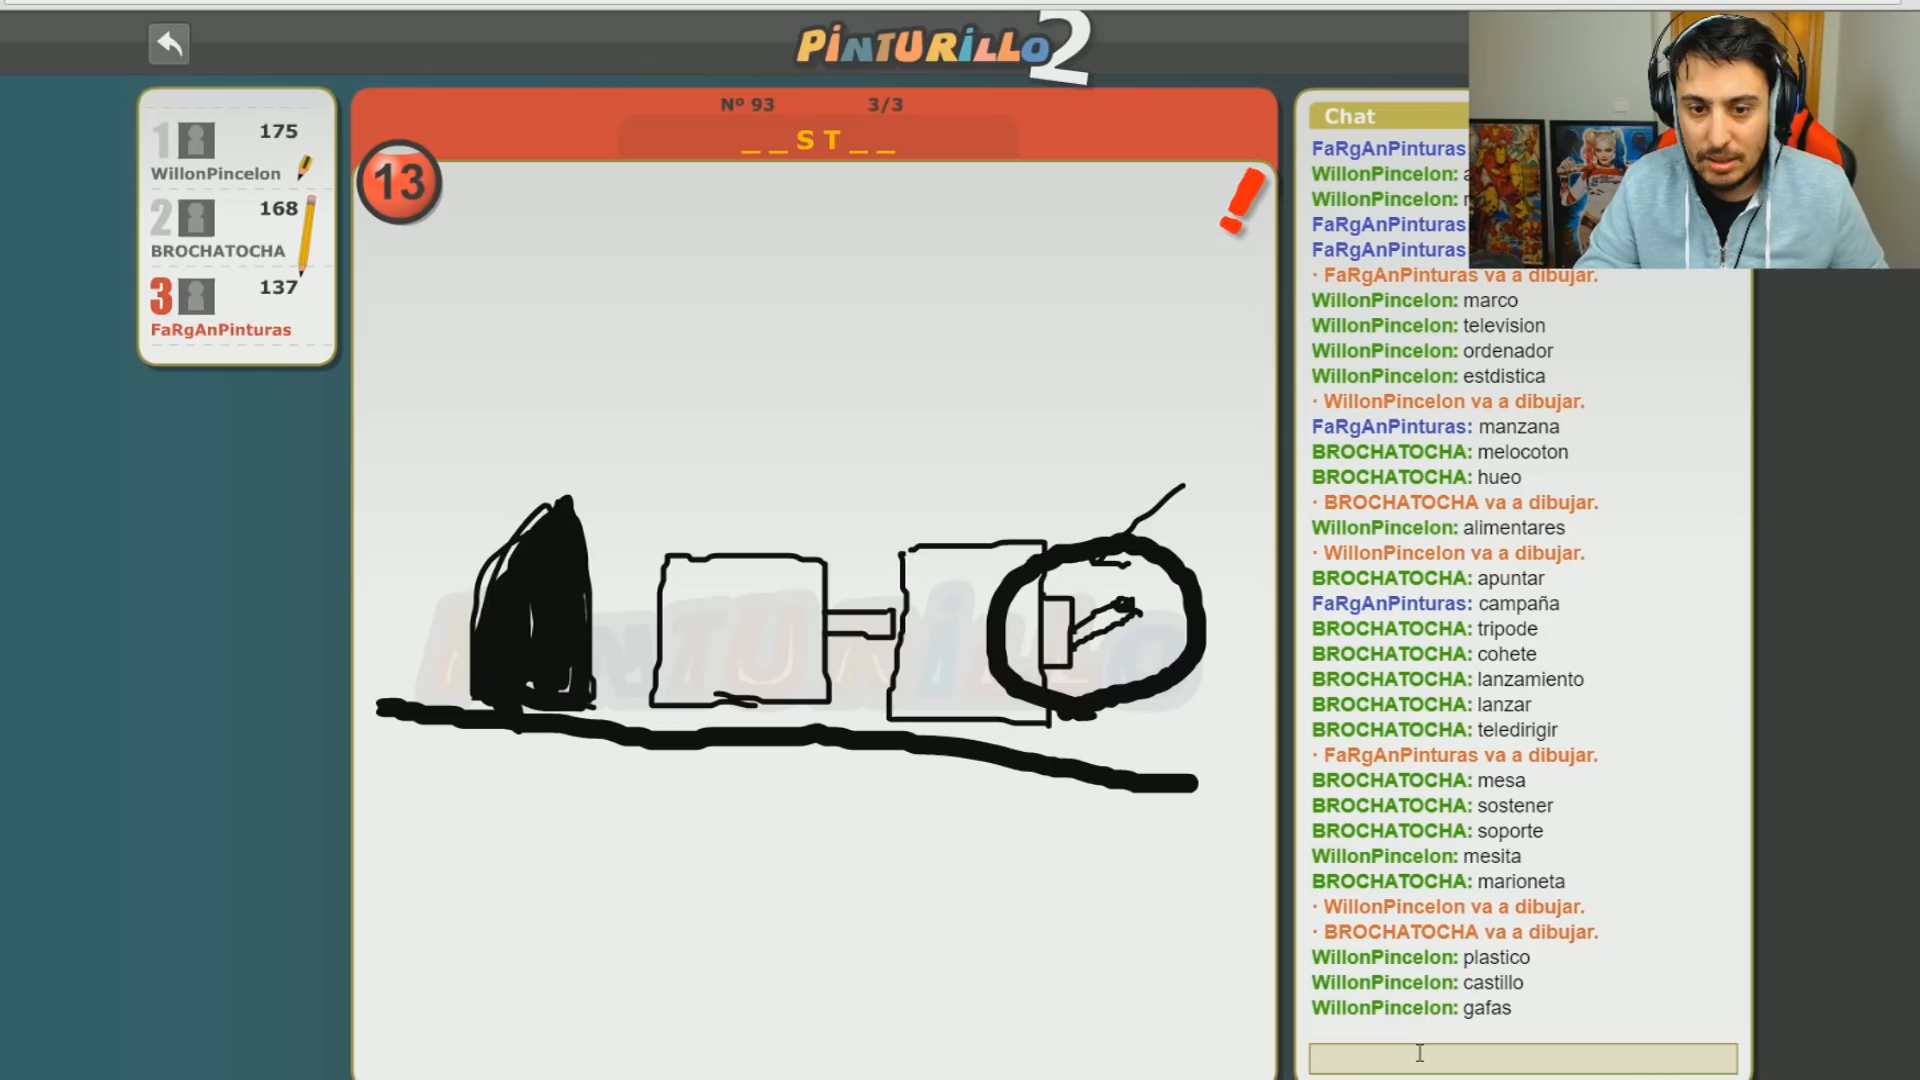 PINTURILLO 2
Nº 93 3/3
_ _ S T _ _
13
1 175
WillonPincelon
2 168
BROCHATOCHA
3 137
FaRgAnPinturas
PINTURILLO
Chat
FaRgAnPinturas
WillonPincelon:
WillonPincelon:
FaRgAnPinturas
FaRgAnPinturas
· FaRgAnPinturas va a dibujar.
WillonPincelon: marco
WillonPincelon: television
WillonPincelon: ordenador
WillonPincelon: estdistica
· WillonPincelon va a dibujar.
FaRgAnPinturas: manzana
BROCHATOCHA: melocoton
BROCHATOCHA: hueo
· BROCHATOCHA va a dibujar.
WillonPincelon: alimentares
· WillonPincelon va a dibujar.
BROCHATOCHA: apuntar
FaRgAnPinturas: campaña
BROCHATOCHA: tripode
BROCHATOCHA: cohete
BROCHATOCHA: lanzamiento
BROCHATOCHA: lanzar
BROCHATOCHA: teledirigir
· FaRgAnPinturas va a dibujar.
BROCHATOCHA: mesa
BROCHATOCHA: sostener
BROCHATOCHA: soporte
WillonPincelon: mesita
BROCHATOCHA: marioneta
· WillonPincelon va a dibujar.
· BROCHATOCHA va a dibujar.
WillonPincelon: plastico
WillonPincelon: castillo
WillonPincelon: gafas